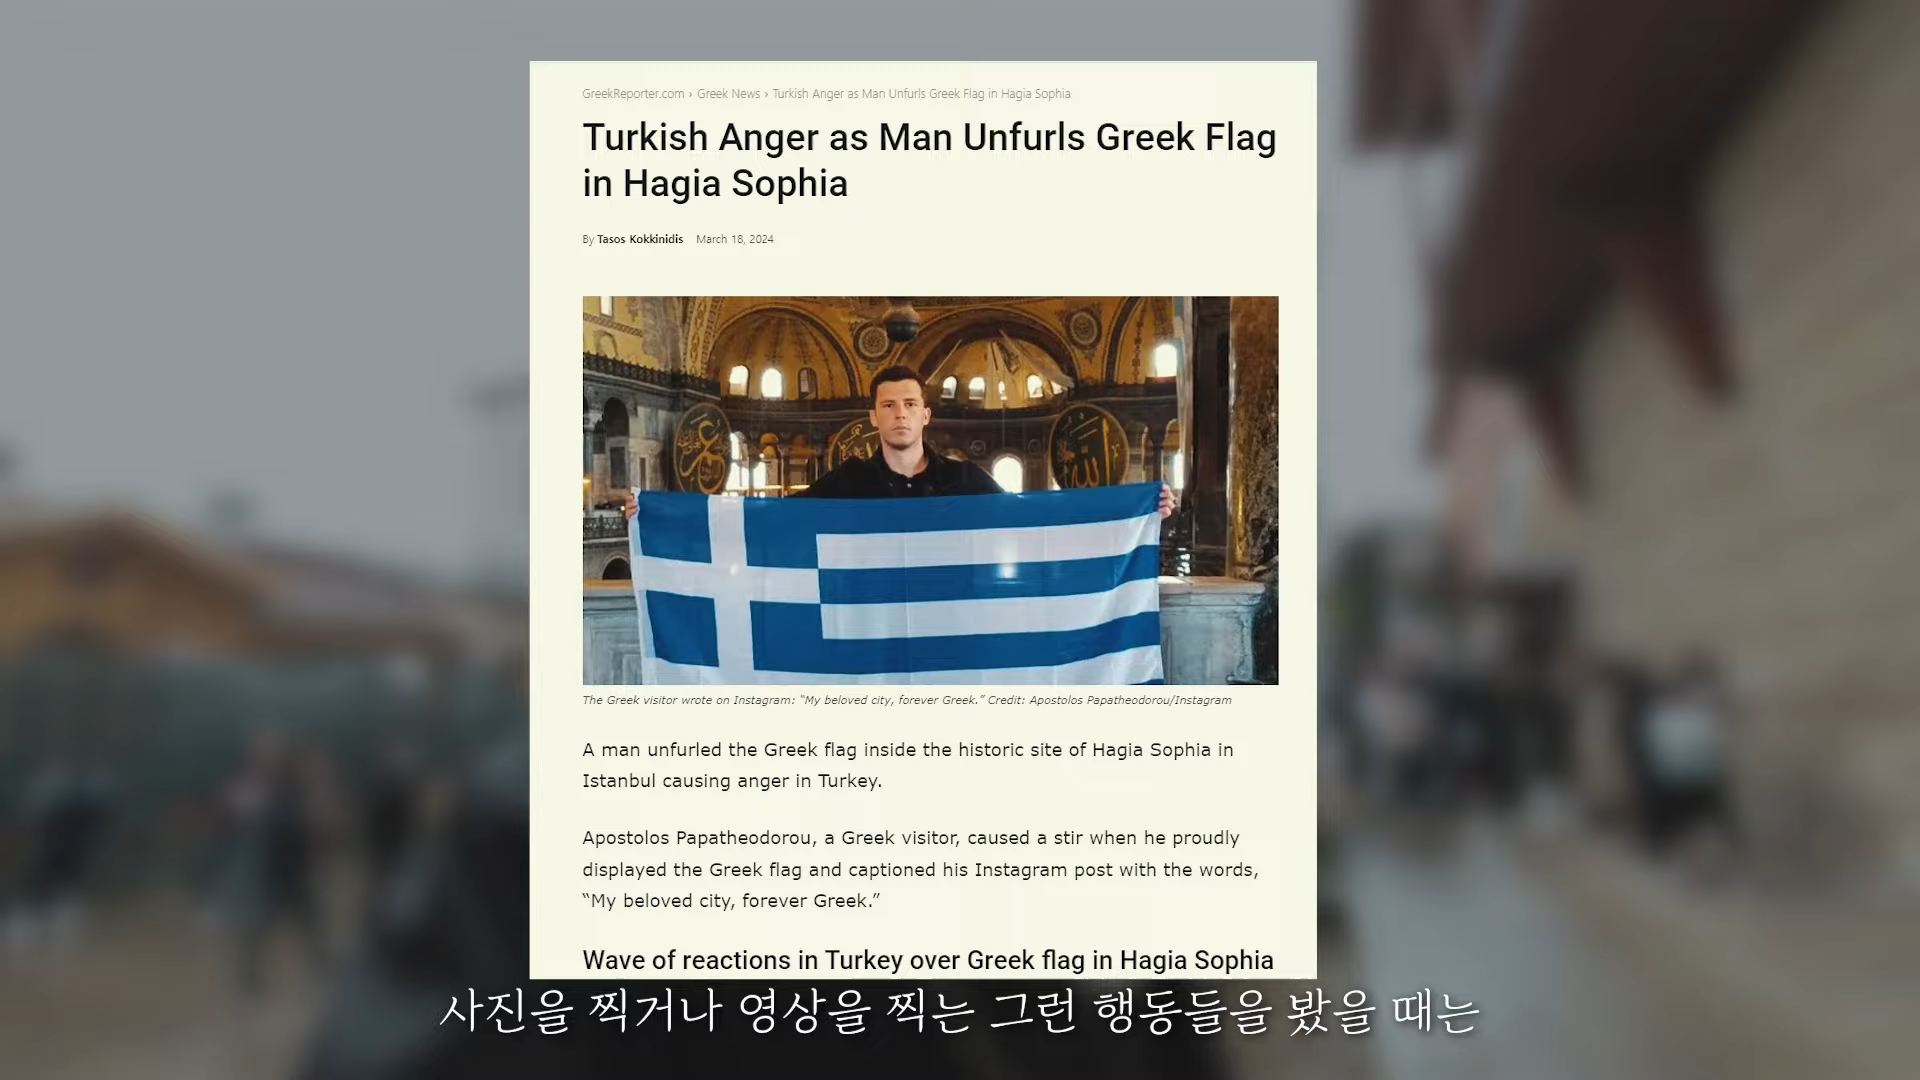 GreekReporter.com › Greek News › Turkish Anger as Man Unfurls Greek Flag in Hagia Sophia
Turkish Anger as Man Unfurls Greek Flag
in Hagia Sophia
By Tasos Kokkinidis March 18, 2024
The Greek visitor wrote on Instagram: “My beloved city, forever Greek.” Credit: Apostolos Papatheodorou/Instagram
A man unfurled the Greek flag inside the historic site of Hagia Sophia in
Istanbul causing anger in Turkey.
Apostolos Papatheodorou, a Greek visitor, caused a stir when he proudly
displayed the Greek flag and captioned his Instagram post with the words,
“My beloved city, forever Greek.”
Wave of reactions in Turkey over Greek flag in Hagia Sophia
사진을 찍거나 영상을 찍는 그런 행동들을 봤을 때는